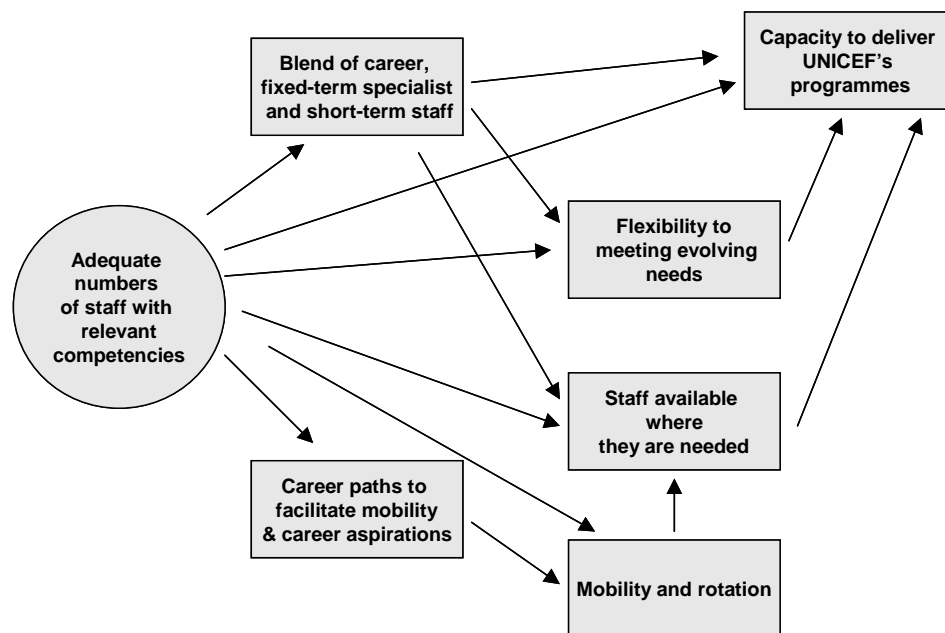 Blend of career,
fixed-term specialist
and short-term staff
Capacity to deliver
UNICEF's
programmes
Flexibility to
meeting evolving
needs
Adequate
numbers
of staff with
relevant
competencies
Staff available
where
they are needed
Career paths to
facilitate mobility
& career aspirations
Mobility and rotation